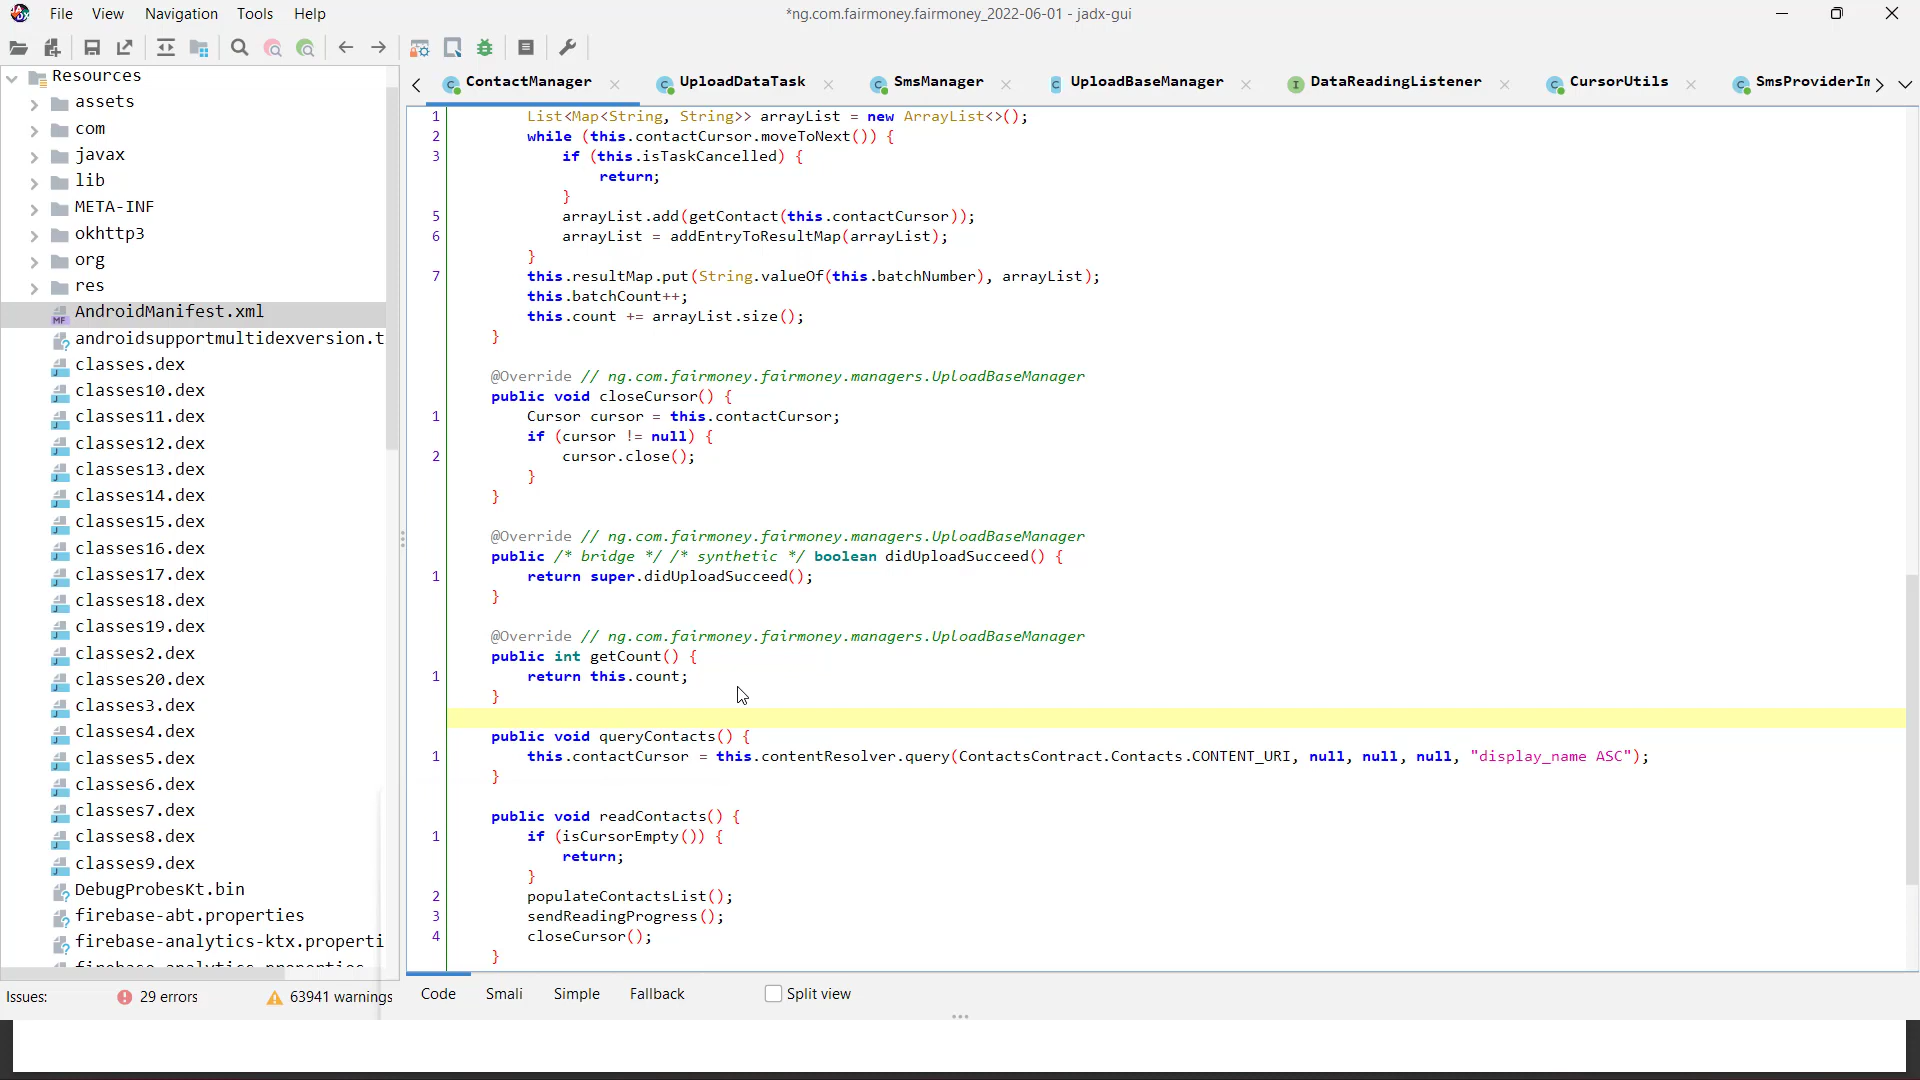 File View Navigation Tools Help
*ng.com.fairmoney.fairmoney_2022-06-01 - jadx-gui
ContactManager UploadDataTask SmsManager UploadBaseManager DataReadingListener CursorUtils SmsProviderIm
Resources
assets
com
javax
lib
META-INF
okhttp3
org
res
AndroidManifest.xml
androidsupportmultidexversion.t
classes.dex
classes10.dex
classes11.dex
classes12.dex
classes13.dex
classes14.dex
classes15.dex
classes16.dex
classes17.dex
classes18.dex
classes19.dex
classes2.dex
classes20.dex
classes3.dex
classes4.dex
classes5.dex
classes6.dex
classes7.dex
classes8.dex
classes9.dex
DebugProbesKt.bin
firebase-abt.properties
firebase-analytics-ktx.properti
1 List<Map<String, String>> arrayList = new ArrayList<>();
2 while (this.contactCursor.moveToNext()) {
3 if (this.isTaskCancelled) {
return;
}
5 arrayList.add(getContact(this.contactCursor));
6 arrayList = addEntryToResultMap(arrayList);
}
7 this.resultMap.put(String.valueOf(this.batchNumber), arrayList);
this.batchCount++;
this.count += arrayList.size();
}
@Override // ng.com.fairmoney.fairmoney.managers.UploadBaseManager
public void closeCursor() {
1 Cursor cursor = this.contactCursor;
if (cursor != null) {
2 cursor.close();
}
}
@Override // ng.com.fairmoney.fairmoney.managers.UploadBaseManager
public /* bridge */ /* synthetic */ boolean didUploadSucceed() {
1 return super.didUploadSucceed();
}
@Override // ng.com.fairmoney.fairmoney.managers.UploadBaseManager
public int getCount() {
1 return this.count;
}
public void queryContacts() {
1 this.contactCursor = this.contentResolver.query(ContactsContract.Contacts.CONTENT_URI, null, null, null, "display_name ASC");
}
public void readContacts() {
1 if (isCursorEmpty()) {
return;
}
2 populateContactsList();
3 sendReadingProgress();
4 closeCursor();
}
Issues: 29 errors 63941 warnings
Code Smali Simple Fallback Split view